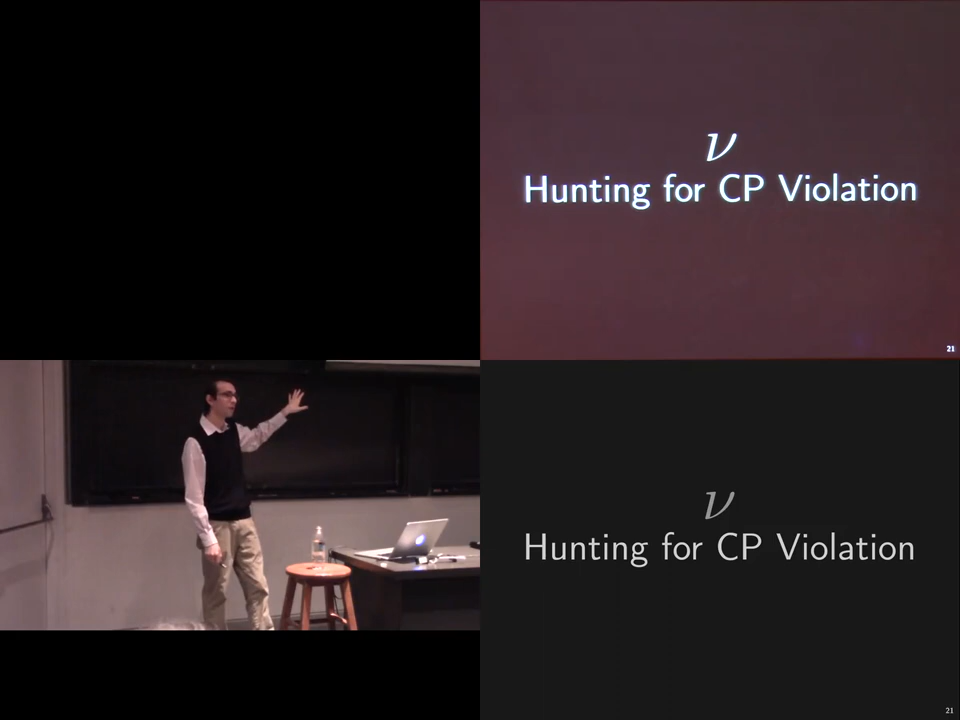 ν
Hunting for CP Violation
21
ν
Hunting for CP Violation
21